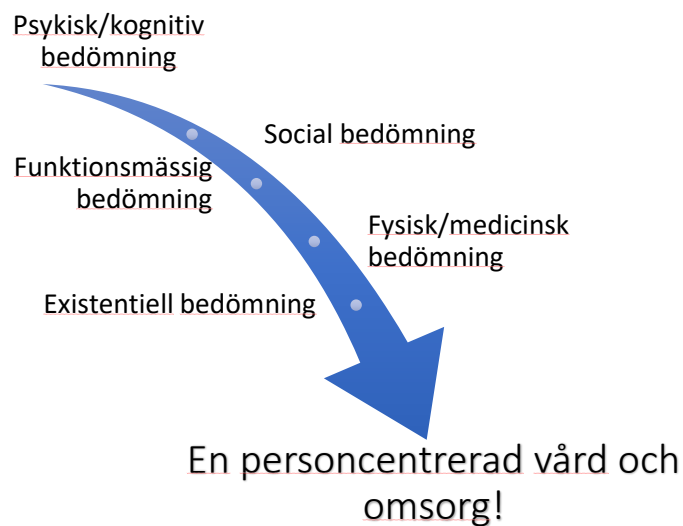 Psykisk/kognitiv
bedömning
Social bedömning
Funktionsmässig
bedömning
Fysisk/medicinsk
bedömning
Existentiell bedömning
En personcentrerad vård och
omsorg!